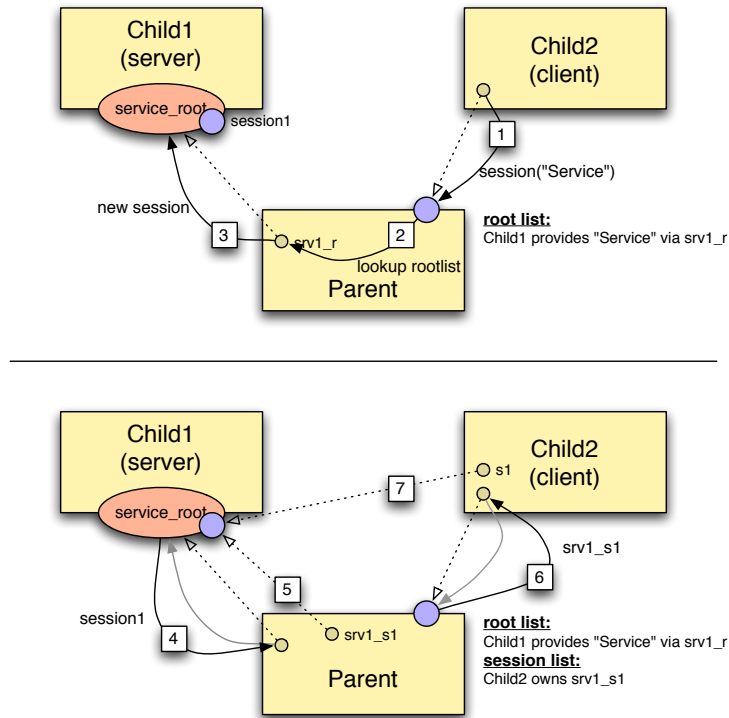 Child1
(server)
service_root
session1
Child2
(client)
1
session("Service")
new session
3
srv1_r
2
lookup rootlist
Parent
root list:
Child1 provides "Service" via srv1_r
Child1
(server)
service_root
Child2
(client)
s1
7
srv1_s1
6
5
session1
4
srv1_s1
Parent
root list:
Child1 provides "Service" via srv1_r
session list:
Child2 owns srv1_s1